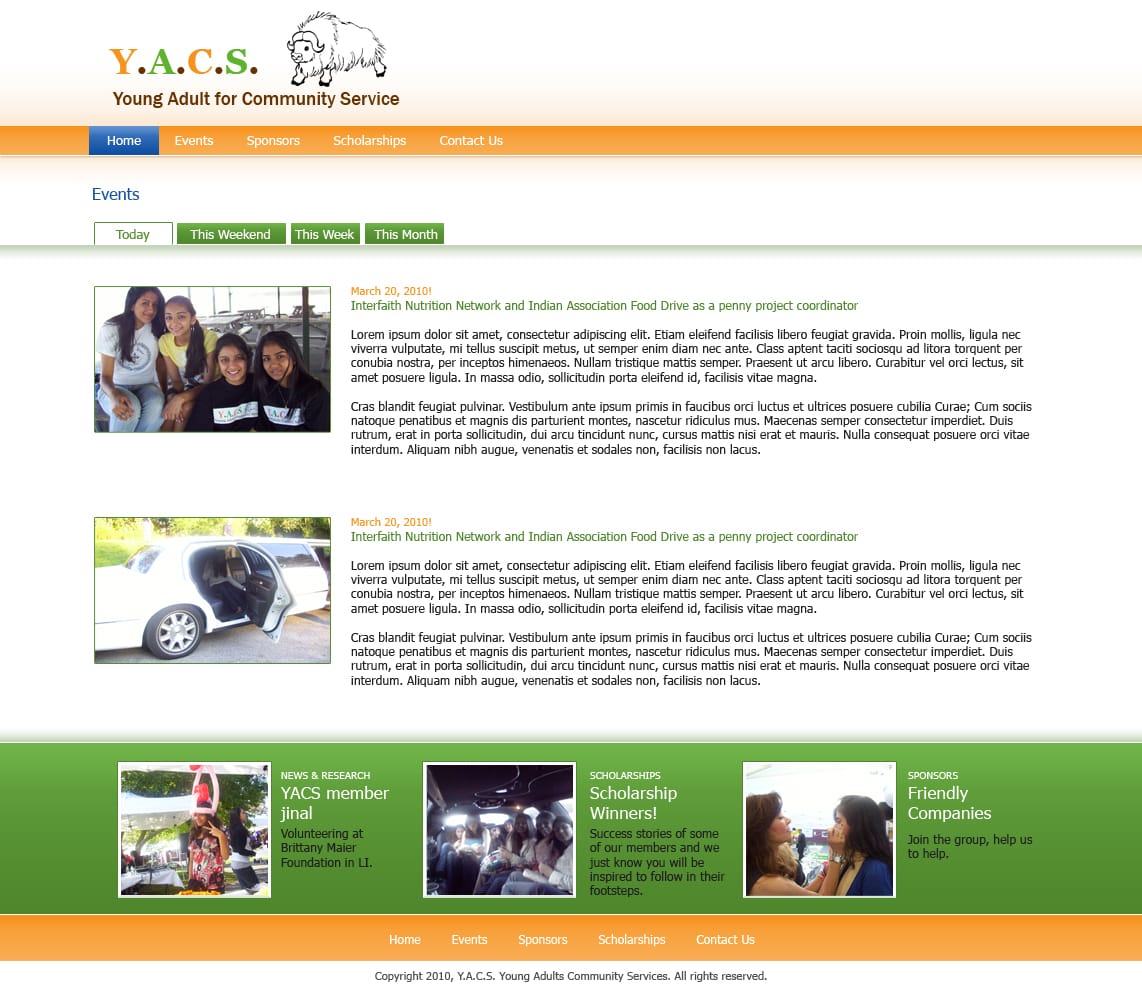 Y.A.C.S.
Young Adult for Community Service
Home Events Sponsors Scholarships Contact Us
Events
Today This Weekend This Week This Month
March 20, 2010!
Interfaith Nutrition Network and Indian Association Food Drive as a penny project coordinator
Lorem ipsum dolor sit amet, consectetur adipiscing elit. Etiam eleifend facilisis libero feugiat gravida. Proin mollis, ligula nec
viverra vulputate, mi tellus suscipit metus, ut semper enim diam nec ante. Class aptent taciti sociosqu ad litora torquent per
conubia nostra, per inceptos himenaeos. Nullam tristique mattis semper. Praesent ut arcu libero. Curabitur vel orci lectus, sit
amet posuere ligula. In massa odio, sollicitudin porta eleifend id, facilisis vitae magna.
Cras blandit feugiat pulvinar. Vestibulum ante ipsum primis in faucibus orci luctus et ultrices posuere cubilia Curae; Cum sociis
natoque penatibus et magnis dis parturient montes, nascetur ridiculus mus. Maecenas semper consectetur imperdiet. Duis
rutrum, erat in porta sollicitudin, dui arcu tincidunt nunc, cursus mattis nisi erat et mauris. Nulla consequat posuere orci vitae
interdum. Aliquam nibh augue, venenatis et sodales non, facilisis non lacus.
Y.A.C.S Y.A.C.S
March 20, 2010!
Interfaith Nutrition Network and Indian Association Food Drive as a penny project coordinator
Lorem ipsum dolor sit amet, consectetur adipiscing elit. Etiam eleifend facilisis libero feugiat gravida. Proin mollis, ligula nec
viverra vulputate, mi tellus suscipit metus, ut semper enim diam nec ante. Class aptent taciti sociosqu ad litora torquent per
conubia nostra, per inceptos himenaeos. Nullam tristique mattis semper. Praesent ut arcu libero. Curabitur vel orci lectus, sit
amet posuere ligula. In massa odio, sollicitudin porta eleifend id, facilisis vitae magna.
Cras blandit feugiat pulvinar. Vestibulum ante ipsum primis in faucibus orci luctus et ultrices posuere cubilia Curae; Cum sociis
natoque penatibus et magnis dis parturient montes, nascetur ridiculus mus. Maecenas semper consectetur imperdiet. Duis
rutrum, erat in porta sollicitudin, dui arcu tincidunt nunc, cursus mattis nisi erat et mauris. Nulla consequat posuere orci vitae
interdum. Aliquam nibh augue, venenatis et sodales non, facilisis non lacus.
NEWS & RESEARCH
YACS member
jinal
Volunteering at
Brittany Maier
Foundation in LI.
SCHOLARSHIPS
Scholarship
Winners!
Success stories of some
of our members and we
just know you will be
inspired to follow in their
footsteps.
SPONSORS
Friendly
Companies
Join the group, help us
to help.
Home Events Sponsors Scholarships Contact Us
Copyright 2010, Y.A.C.S. Young Adults Community Services. All rights reserved.